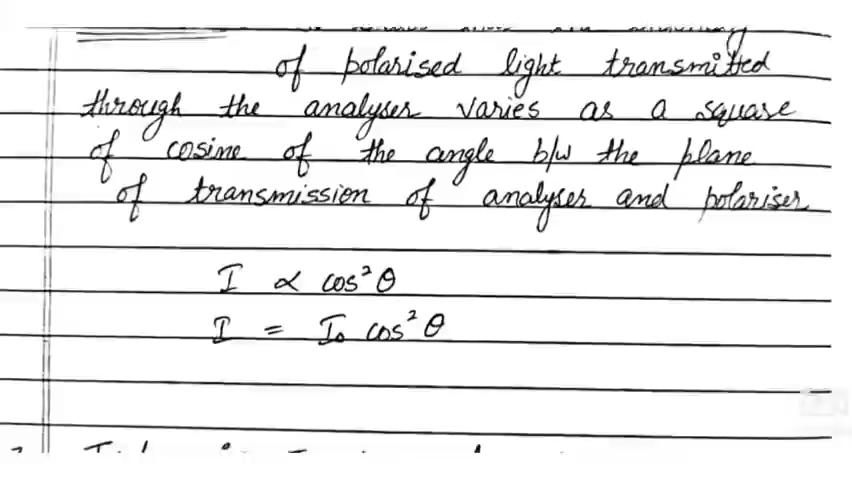 of polarised light transmitted
through the analyser varies as a square
of cosine of the angle b/w the plane
of transmission of analyser and polariser
I ∝ cos²θ
I = I₀ cos²θ